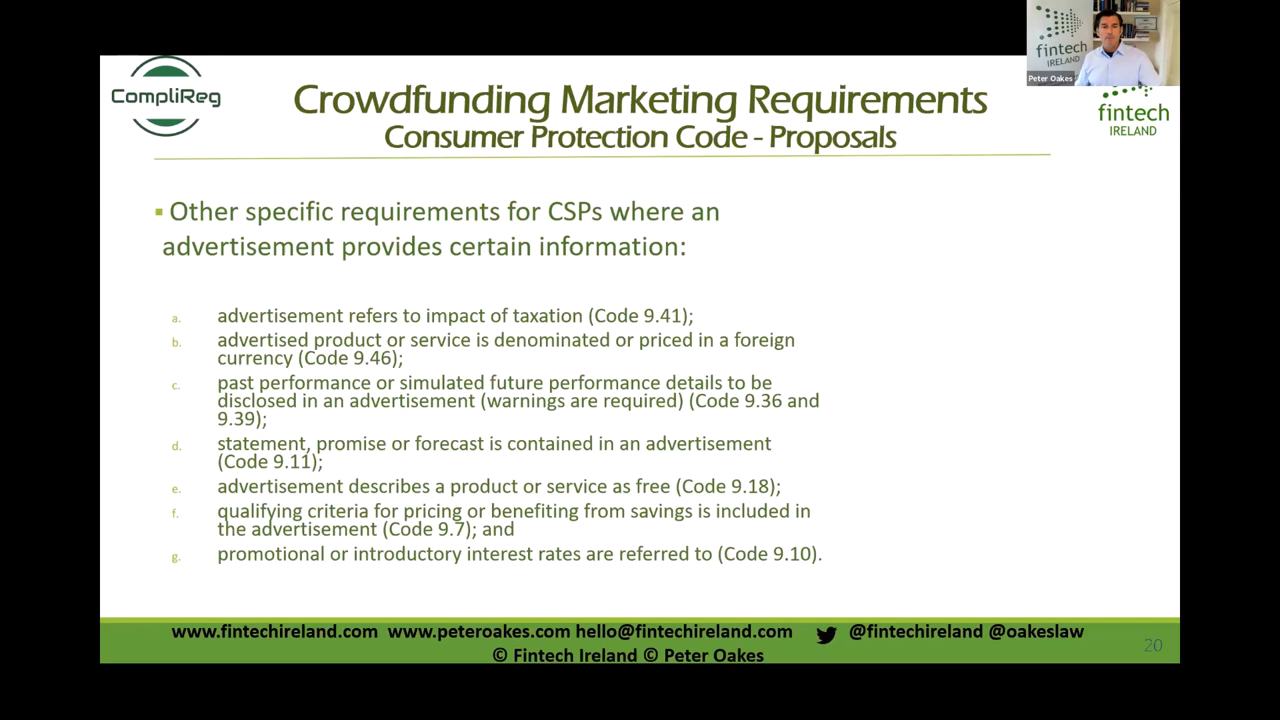 CompliReg
fintech
IRELAND
Peter Oakes
fintech
IRELAND
Crowdfunding Marketing Requirements
Consumer Protection Code - Proposals
▪ Other specific requirements for CSPs where an
advertisement provides certain information:
a. advertisement refers to impact of taxation (Code 9.41);
b. advertised product or service is denominated or priced in a foreign
currency (Code 9.46);
c. past performance or simulated future performance details to be
disclosed in an advertisement (warnings are required) (Code 9.36 and
9.39);
d. statement, promise or forecast is contained in an advertisement
(Code 9.11);
e. advertisement describes a product or service as free (Code 9.18);
f. qualifying criteria for pricing or benefiting from savings is included in
the advertisement (Code 9.7); and
g. promotional or introductory interest rates are referred to (Code 9.10).
www.fintechireland.com www.peteroakes.com hello@fintechireland.com @fintechireland @oakeslaw
© Fintech Ireland © Peter Oakes
20